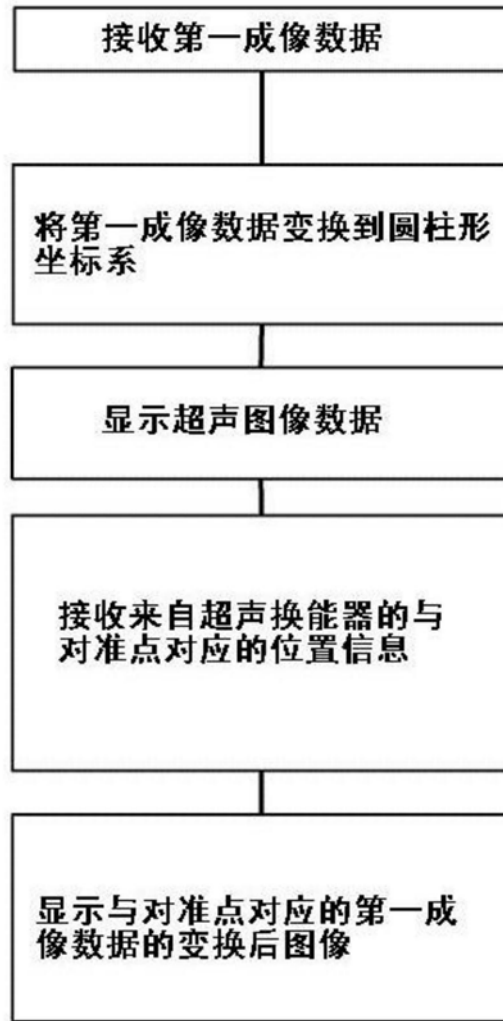 接收第一成像数据
将第一成像数据变换到圆柱形
坐标系
显示超声图像数据
接收来自超声换能器的与
对准点对应的位置信息
显示与对准点对应的第一成
像数据的变换后图像